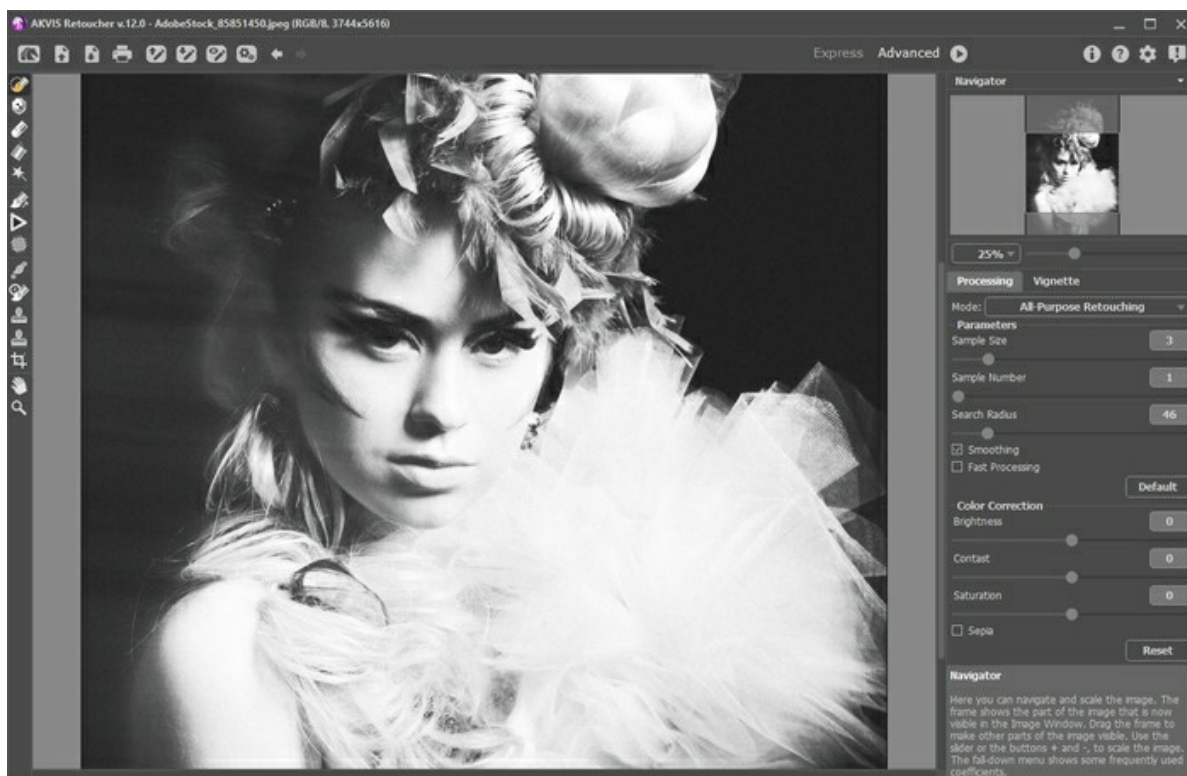 AKVIS Retoucher v.12.0 - AdobeStock_85851450.jpeg (RGB/8, 3744x5616)
Express Advanced
Navigator
25%
Processing Vignette
Mode: All-Purpose Retouching
Parameters
Sample Size 3
Sample Number 1
Search Radius 46
Smoothing
Fast Processing
Default
Color Correction
Brightness 0
Contast 0
Saturation 0
Sepia
Reset
Navigator
Here you can navigate and scale the image. The
frame shows the part of the image that is now
visible in the Image Window. Drag the frame to
make other parts of the image visible. Use the
slider or the buttons + and -, to scale the image.
The fall-down menu shows some frequently used
coefficients.